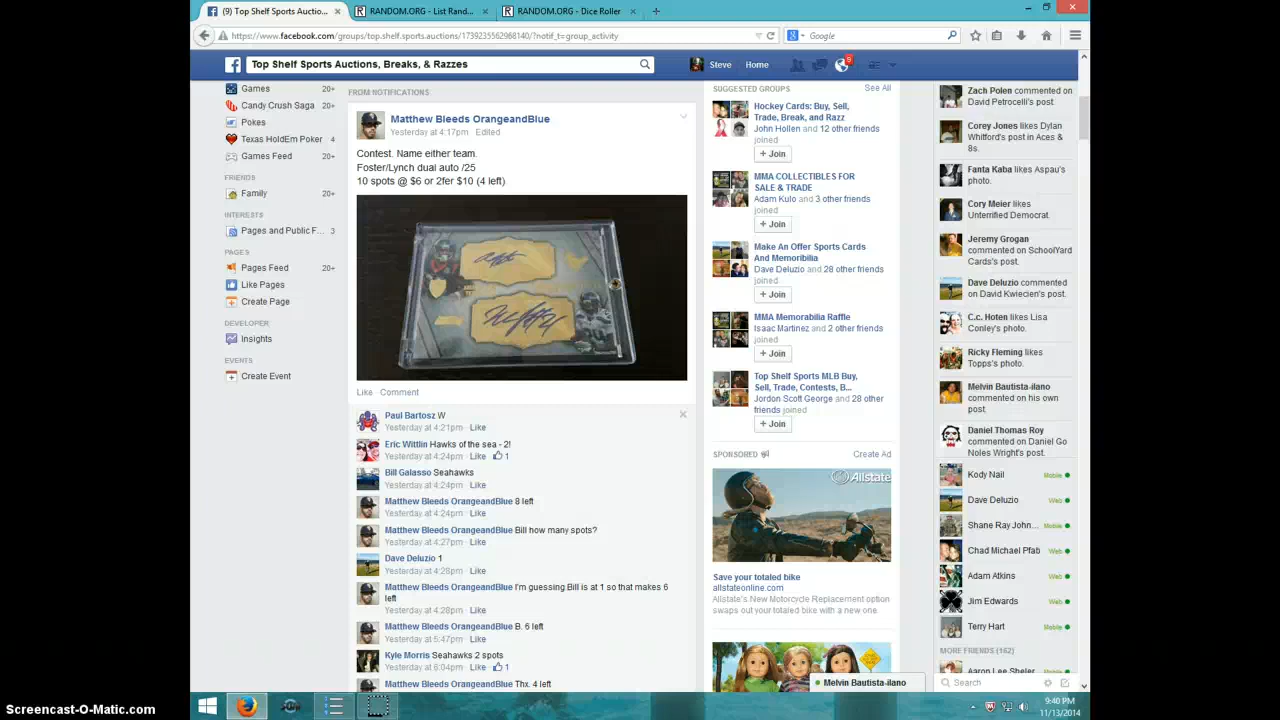 (9) Top Shelf Sports Auctio...
RANDOM.ORG - List Rand...
RANDOM.ORG - Dice Roller
https://www.facebook.com/groups/top.shelf.sports.auctions/1739235562968140/?notif_t=group_activity
Google
Top Shelf Sports Auctions, Breaks, & Razzes
Steve
Home
9
Games 20+
Candy Crush Saga 20+
Pokes
Texas HoldEm Poker 4
Games Feed 20+
FRIENDS
Family 20+
INTERESTS
Pages and Public F... 3
PAGES
Pages Feed 20+
Like Pages
Create Page
DEVELOPER
Insights
EVENTS
Create Event
FROM NOTIFICATIONS
Matthew Bleeds OrangeandBlue
Yesterday at 4:17pm · Edited
Contest. Name either team.
Foster/Lynch dual auto /25
10 spots @ $6 or 2fer $10 (4 left)
Like · Comment
Paul Bartosz W
Yesterday at 4:21pm · Like
Eric Wittlin Hawks of the sea - 2!
Yesterday at 4:24pm · Like · 1
Bill Galasso Seahawks
Yesterday at 4:24pm · Like
Matthew Bleeds OrangeandBlue 8 left
Yesterday at 4:24pm · Like
Matthew Bleeds OrangeandBlue Bill how many spots?
Yesterday at 4:27pm · Like
Dave Deluzio 1
Yesterday at 4:28pm · Like
Matthew Bleeds OrangeandBlue I'm guessing Bill is at 1 so that makes 6
left
Yesterday at 4:28pm · Like
Matthew Bleeds OrangeandBlue B. 6 left
Yesterday at 5:47pm · Like
Kyle Morris Seahawks 2 spots
Yesterday at 6:04pm · Like · 1
Matthew Bleeds OrangeandBlue Thx. 4 left
SUGGESTED GROUPS
See All
Hockey Cards: Buy, Sell,
Trade, Break, and Razz
John Hollen and 12 other friends
joined
+ Join
MMA COLLECTIBLES FOR
SALE & TRADE
Adam Kulo and 3 other friends
joined
+ Join
Make An Offer Sports Cards
And Memoribilia
Dave Deluzio and 28 other friends
joined
+ Join
MMA Memorabilia Raffle
Isaac Martinez and 2 other friends
joined
+ Join
Top Shelf Sports MLB Buy,
Sell, Trade, Contests, B...
Jordon Scott George and 28 other
friends joined
+ Join
SPONSORED
Create Ad
Allstate
Save your totaled bike
allstateonline.com
Allstate's New Motorcycle Replacement option
swaps out your totaled bike with a new one
Melvin Bautista-ilano
Zach Polen commented on
David Petrocelli's post
Corey Jones likes Dylan
Whitford's post in Aces &
8s.
Fanta Kaba likes Aspau's
photo.
Cory Meier likes
Unterrified Democrat.
Jeremy Grogan
commented on SchoolYard
Cards's post.
Dave Deluzio commented
on David Kwiecien's post.
C.c. Hoten likes Lisa
Conley's photo.
Ricky Fleming likes
Topps's photo.
Melvin Bautista-ilano
commented on his own
post.
Daniel Thomas Roy
commented on Daniel Go
Noles Wright's post.
Kody Nail Mobile
Dave Deluzio Web
Shane Ray John... Mobile
Chad Michael Pfab Web
Adam Atkins Web
Jim Edwards Web
Terry Hart Mobile
MORE FRIENDS (162)
Aaron Lee Sheler
Search
9:40 PM
11/13/2014
Screencast-O-Matic.com